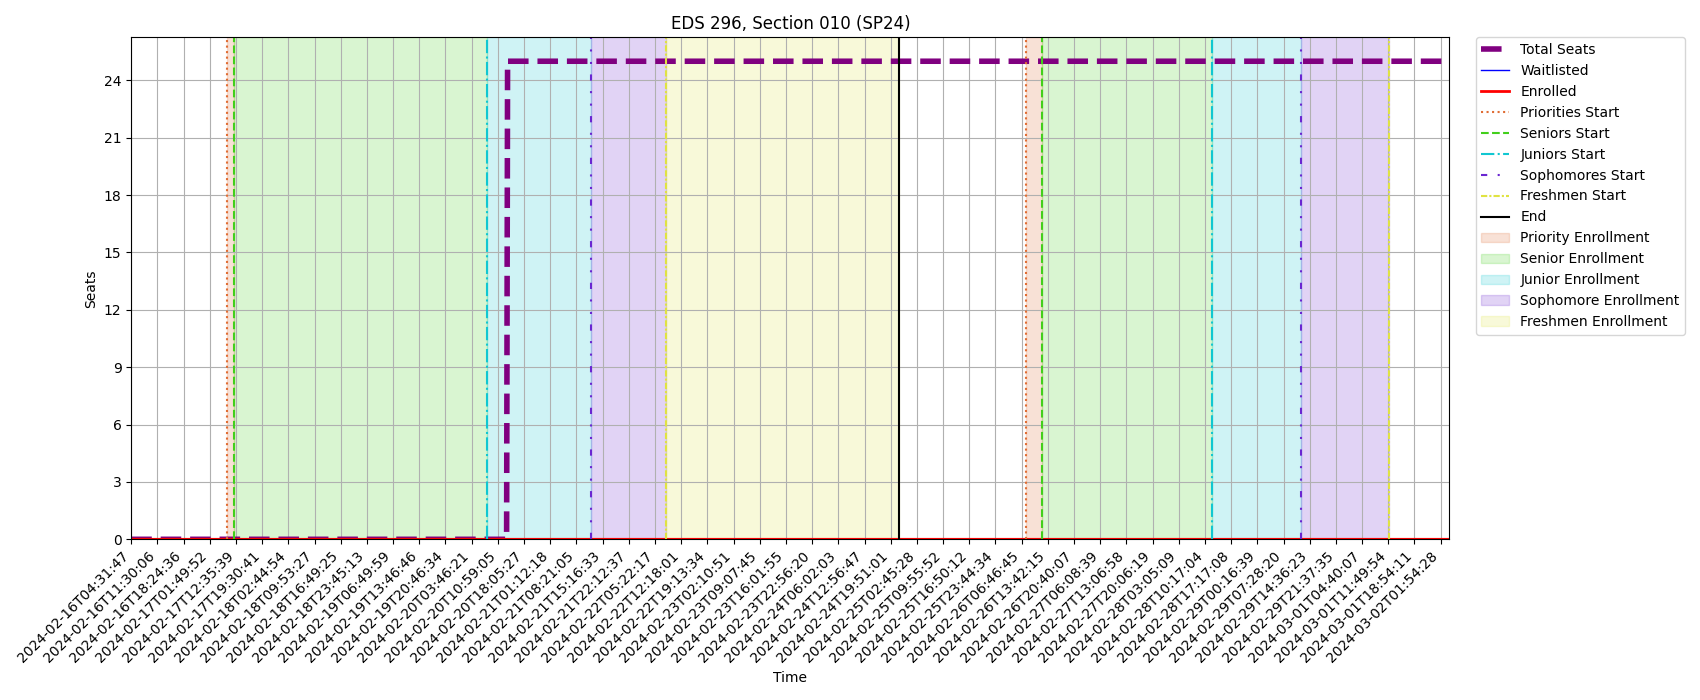 EDS 296, Section 010 (SP24)
Seats
24
21
18
15
12
9
6
3
0
2024-02-16T04:31:47
2024-02-16T11:30:06
2024-02-16T18:24:36
2024-02-17T01:49:52
2024-02-17T12:35:39
2024-02-17T19:30:41
2024-02-18T02:44:54
2024-02-18T09:53:27
2024-02-18T16:49:25
2024-02-18T23:45:13
2024-02-19T06:49:59
2024-02-19T13:46:46
2024-02-19T20:46:34
2024-02-20T03:46:21
2024-02-20T10:59:05
2024-02-20T18:05:27
2024-02-21T01:12:18
2024-02-21T08:21:05
2024-02-21T15:16:33
2024-02-21T22:12:37
2024-02-22T05:22:17
2024-02-22T12:18:01
2024-02-22T19:13:34
2024-02-23T02:10:51
2024-02-23T09:07:45
2024-02-23T16:01:55
2024-02-23T22:56:20
2024-02-24T06:02:03
2024-02-24T12:56:47
2024-02-24T19:51:01
2024-02-25T02:45:28
2024-02-25T09:55:52
2024-02-25T16:50:12
2024-02-25T23:44:34
2024-02-26T06:46:45
2024-02-26T13:42:15
2024-02-26T20:40:07
2024-02-27T06:08:39
2024-02-27T13:06:58
2024-02-27T20:06:19
2024-02-28T03:05:09
2024-02-28T10:17:04
2024-02-28T17:17:08
2024-02-29T00:16:39
2024-02-29T07:28:20
2024-02-29T14:36:23
2024-02-29T21:37:35
2024-03-01T04:40:07
2024-03-01T11:49:54
2024-03-01T18:54:11
2024-03-02T01:54:28
Time
Total Seats
Waitlisted
Enrolled
Priorities Start
Seniors Start
Juniors Start
Sophomores Start
Freshmen Start
End
Priority Enrollment
Senior Enrollment
Junior Enrollment
Sophomore Enrollment
Freshmen Enrollment